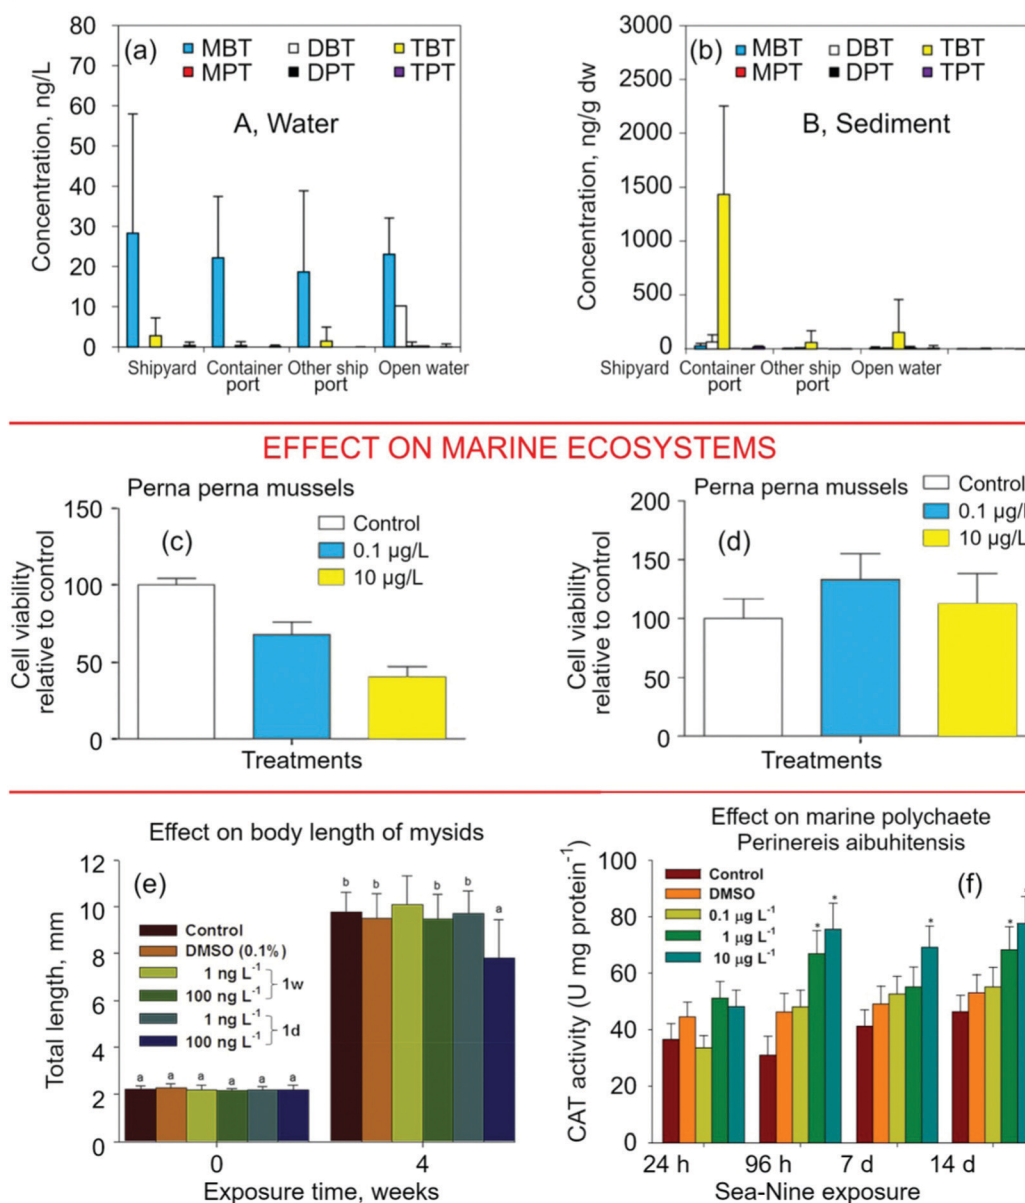 (a)
MBT DBT TBT
MPT DPT TPT
A, Water
Concentration, ng/L
80
70
60
50
40
30
20
10
0
Shipyard Container port Other ship port Open water
(b)
MBT DBT TBT
MPT DPT TPT
B, Sediment
Concentration, ng/g dw
3000
2500
2000
1500
1000
500
0
Shipyard Container port Other ship port Open water
EFFECT ON MARINE ECOSYSTEMS
Perna perna mussels
(c)
Control
0.1 µg/L
10 µg/L
Cell viability
relative to control
150
100
50
0
Treatments
Perna perna mussels
(d)
Control
0.1 µg/L
10 µg/L
Cell viability
relative to control
200
150
100
50
0
Treatments
Effect on body length of mysids
(e)
Control
DMSO (0.1%)
1 ng L⁻¹
100 ng L⁻¹
1w
1 ng L⁻¹
100 ng L⁻¹
1d
Total length, mm
12
10
8
6
4
2
0
a a a a a a
b b b b a
0 4
Exposure time, weeks
Effect on marine polychaete
Perinereis aibuhitensis
(f)
Control
DMSO
0.1 µg L⁻¹
1 µg L⁻¹
10 µg L⁻¹
CAT activity (U mg protein⁻¹)
100
80
60
40
20
0
* * * * *
24 h 96 h 7 d 14 d
Sea-Nine exposure